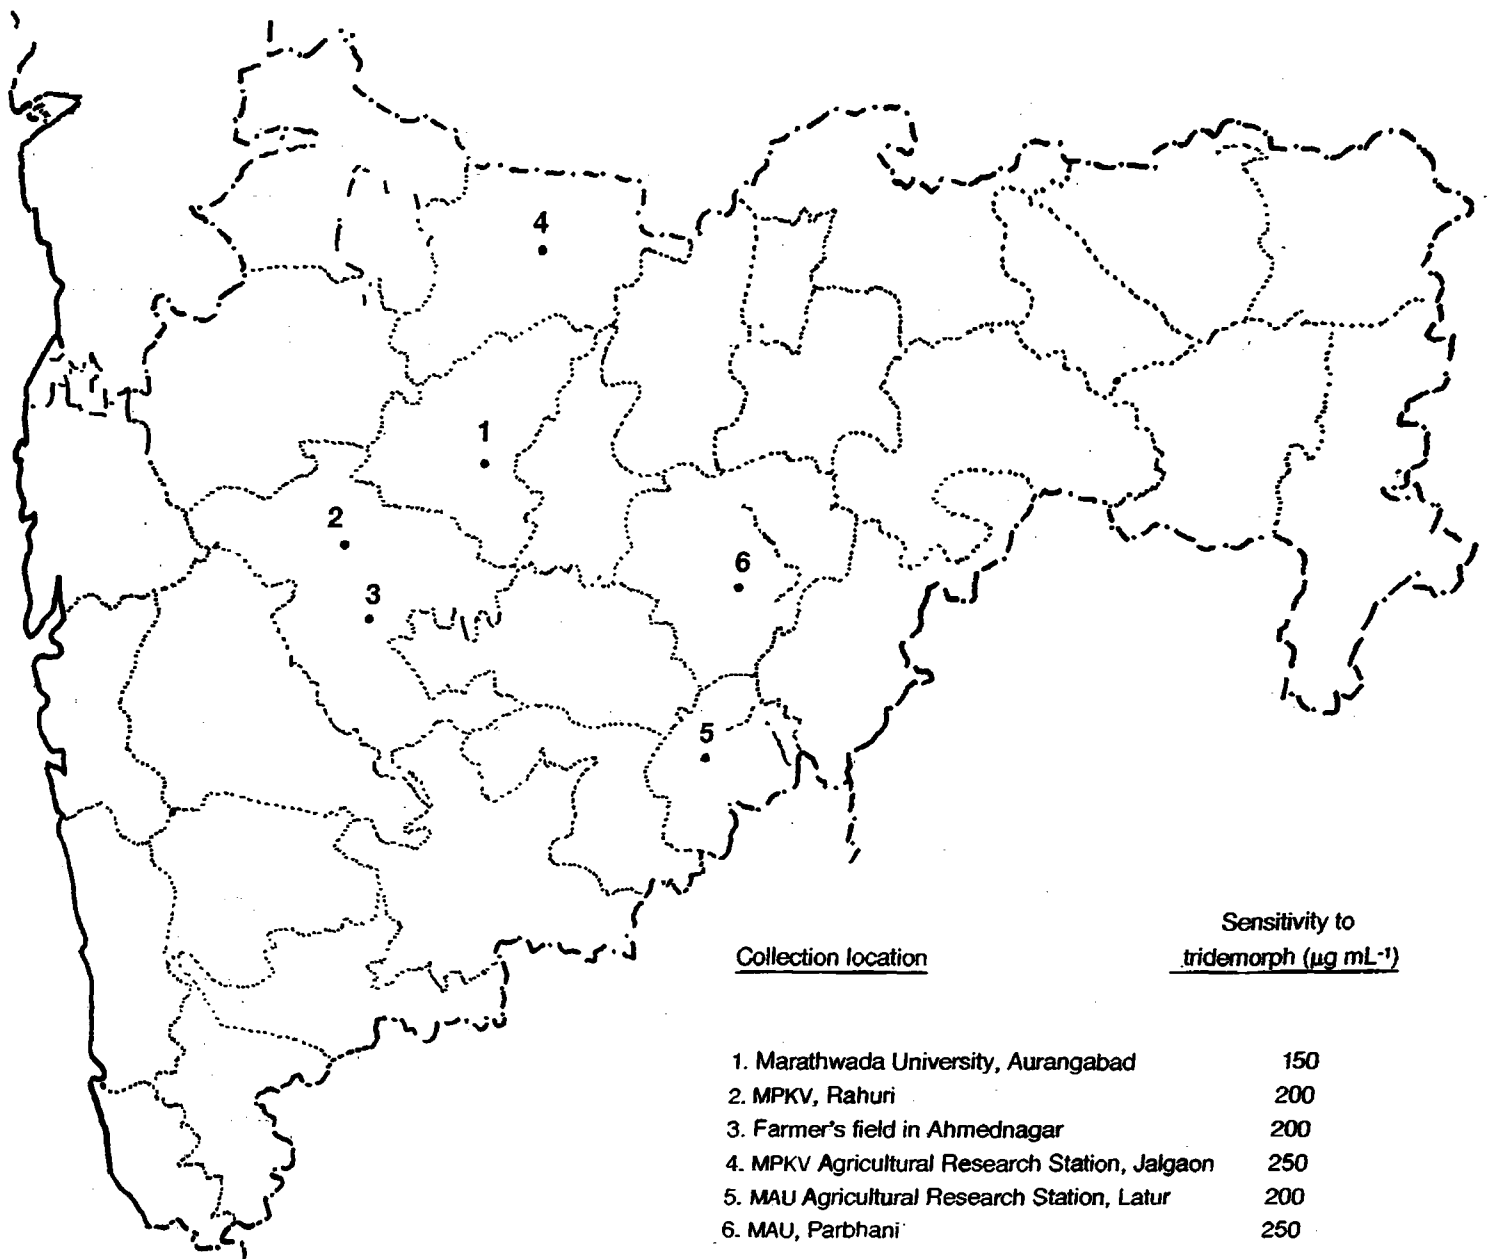 4
1
2
6
3
5
Sensitivity to
Collection location tridemorph (µg mL⁻¹)
1. Marathwada University, Aurangabad 150
2. MPKV, Rahuri 200
3. Farmer's field in Ahmednagar 200
4. MPKV Agricultural Research Station, Jalgaon 250
5. MAU Agricultural Research Station, Latur 200
6. MAU, Parbhani 250